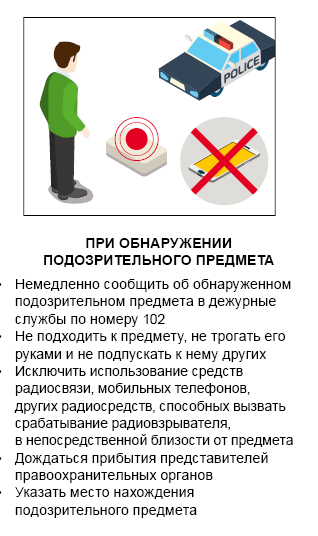 POLICE
ПРИ ОБНАРУЖЕНИИ
ПОДОЗРИТЕЛЬНОГО ПРЕДМЕТА
• Немедленно сообщить об обнаруженном
подозрительном предмета в дежурные
службы по номеру 102
• Не подходить к предмету, не трогать его
руками и не подпускать к нему других
• Исключить использование средств
радиосвязи, мобильных телефонов,
других радиосредств, способных вызвать
срабатывание радиовзрывателя,
в непосредственной близости от предмета
• Дождаться прибытия представителей
правоохранительных органов
• Указать место нахождения
подозрительного предмета